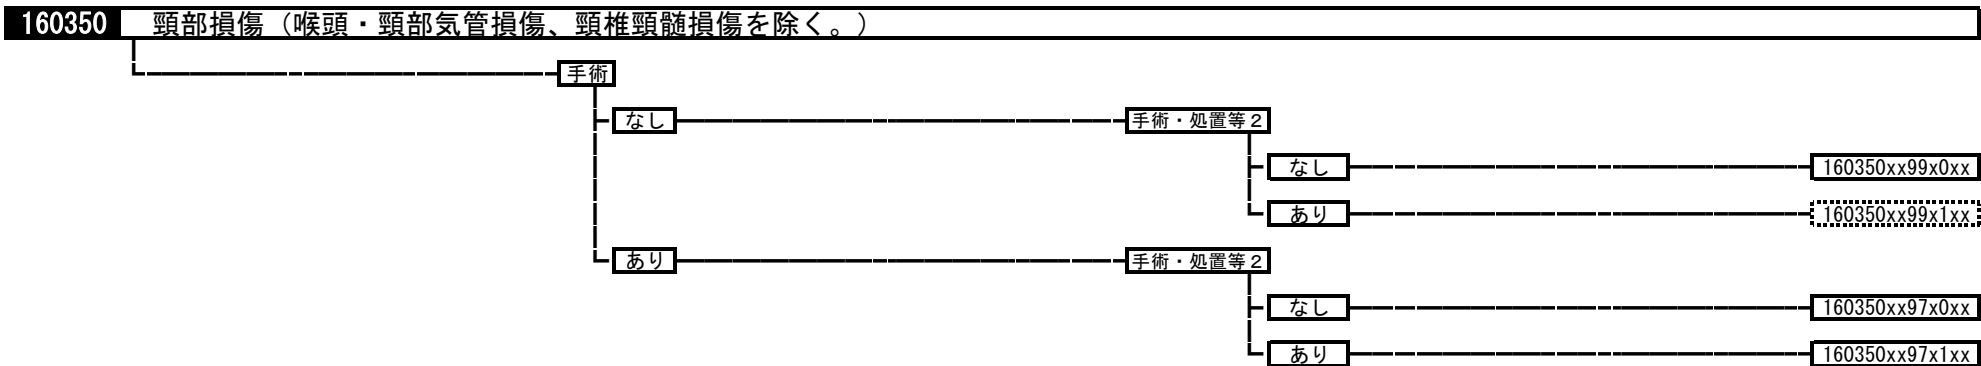 160350 頸部損傷（喉頭・頸部気管損傷、頸椎頸髄損傷を除く。）
手術
なし 手術・処置等２
なし 160350xx99x0xx
あり 160350xx99x1xx
あり 手術・処置等２
なし 160350xx97x0xx
あり 160350xx97x1xx